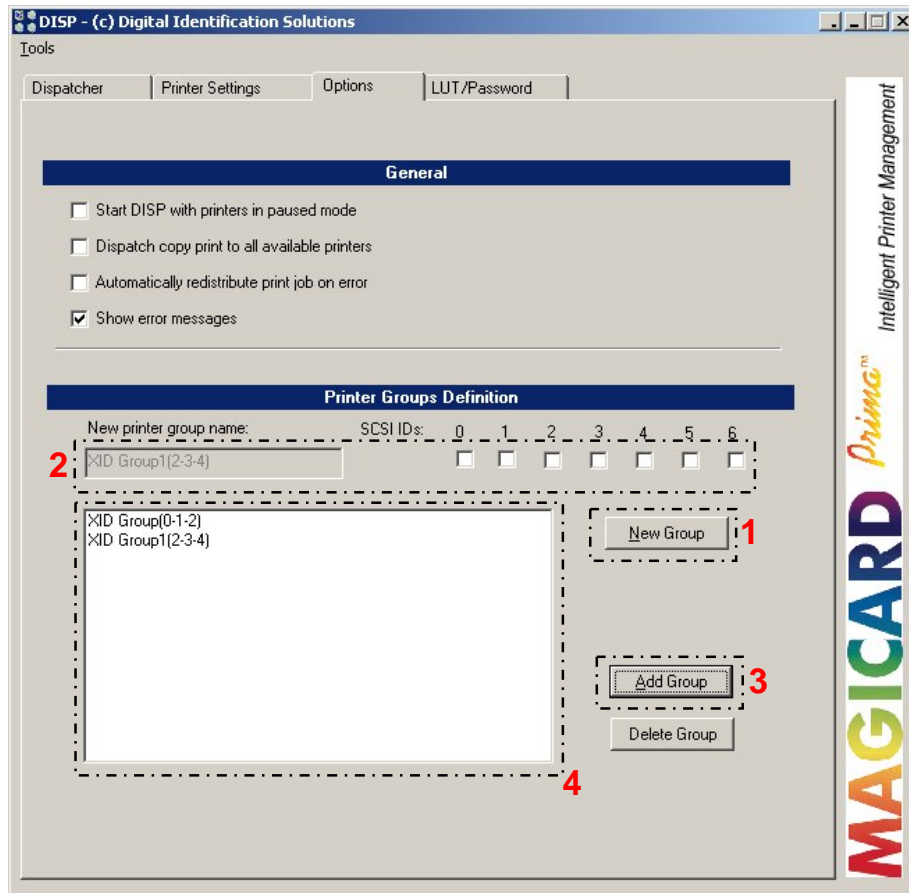 DISP - (c) Digital Identification Solutions
Tools
Dispatcher Printer Settings Options LUT/Password
General
Start DISP with printers in paused mode
Dispatch copy print to all available printers
Automatically redistribute print job on error
Show error messages
Printer Groups Definition
New printer group name: SCSI IDs: 0 1 2 3 4 5 6
2 XID Group1(2-3-4)
XID Group(0-1-2)
XID Group1(2-3-4)
New Group 1
Add Group 3
Delete Group
4
MAGICARD Prima™ Intelligent Printer Management